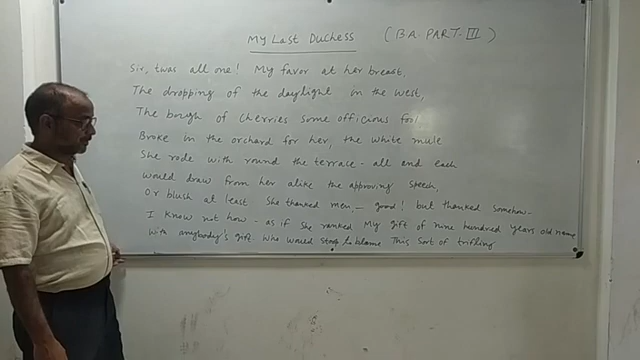 My Last Duchess (BA. PART-III)
Sir, twas all one! My favor at her breast,
The dropping of the daylight in the west,
The bough of Cherries some officious fool
Broke in the orchard for her, the white mule
She rode with round the terrace - all and each
would draw from her alike the approving speech,
Or blush at least. She thanked men, - good! but thanked somehow-
I know not how - as if she ranked My gift of nine hundred years old name
With anybody's gift. Who would stoop to blame This sort of trifling